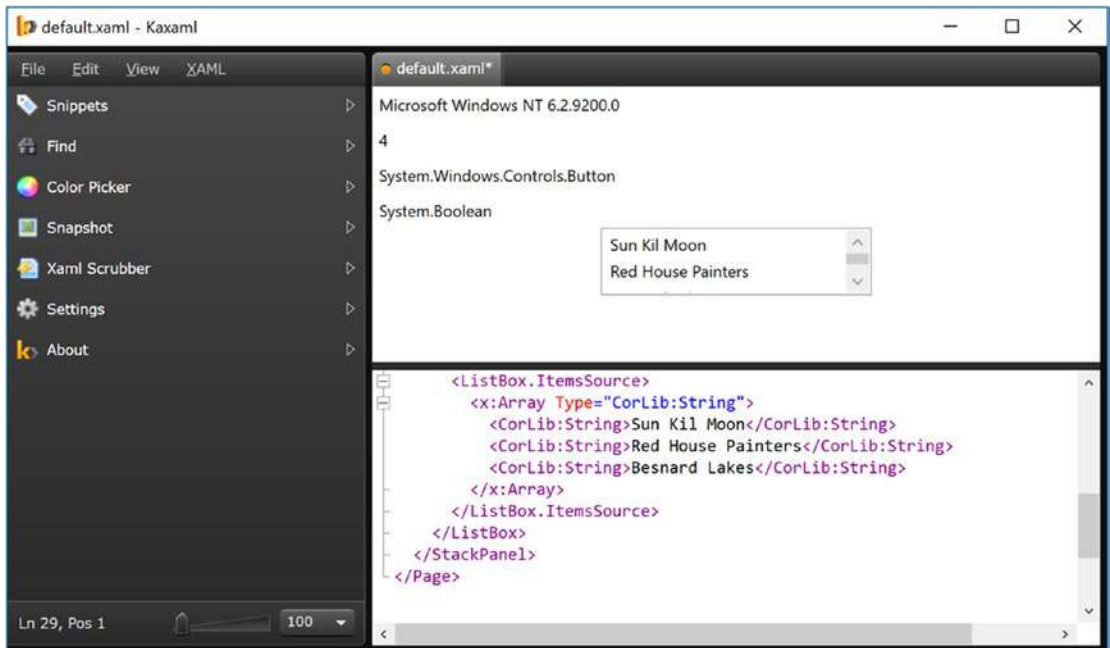 default.xaml - Kaxaml
File Edit View XAML
Snippets
Find
Color Picker
Snapshot
Xaml Scrubber
Settings
About
Ln 29, Pos 1
100
default.xaml*
Microsoft Windows NT 6.2.9200.0
4
System.Windows.Controls.Button
System.Boolean
Sun Kil Moon
Red House Painters
<ListBox.ItemsSource>
<x:Array Type="CorLib:String">
<CorLib:String>Sun Kil Moon</CorLib:String>
<CorLib:String>Red House Painters</CorLib:String>
<CorLib:String>Besnard Lakes</CorLib:String>
</x:Array>
</ListBox.ItemsSource>
</ListBox>
</StackPanel>
</Page>